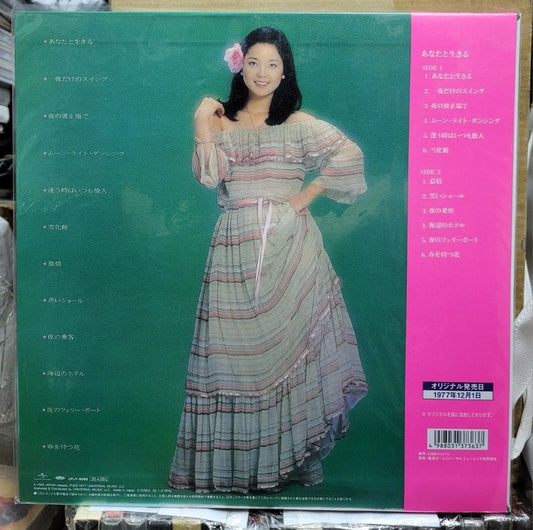 ★あなたと生きる
★一夜だけのスイング
★夜の波止場で
★ムーン・ライト・ダンシング
★逢う時はいつも他人
★雪化粧
★慕情
★黒いショール
★夜の乗客
★海辺のホテル
★夜のフェリー・ボート
★春を待つ花
あなたと生きる
SIDE 1
1. あなたと生きる
2. 一夜だけのスイング
3. 夜の波止場で
4. ムーン・ライト・ダンシング
5. 逢う時はいつも他人
6. 雪化粧
SIDE 2
1. 慕情
2. 黒いショール
3. 夜の乗客
4. 海辺のホテル
5. 夜のフェリーボート
6. 春を待つ花
オリジナル発売日
1977年12月1日
4 988031 373637
UNIVERSAL
Made in Japan
STEREO